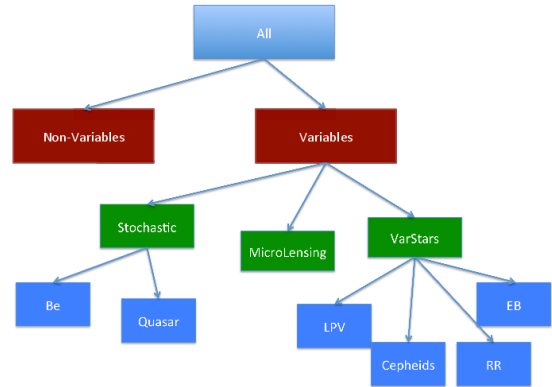 All
Non-Variables
Variables
Stochastic
MicroLensing
VarStars
Be
Quasar
LPV
Cepheids
RR
EB